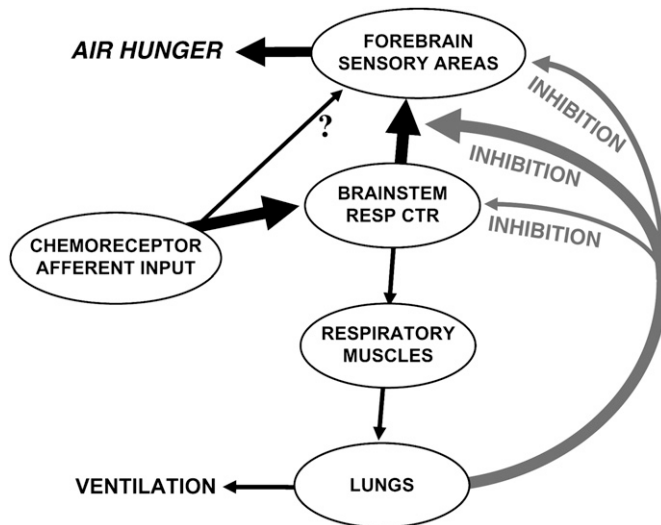 AIR HUNGER
FOREBRAIN
SENSORY AREAS
INHIBITION
?
INHIBITION
BRAINSTEM
RESP CTR
INHIBITION
CHEMORECEPTOR
AFFERENT INPUT
RESPIRATORY
MUSCLES
VENTILATION
LUNGS